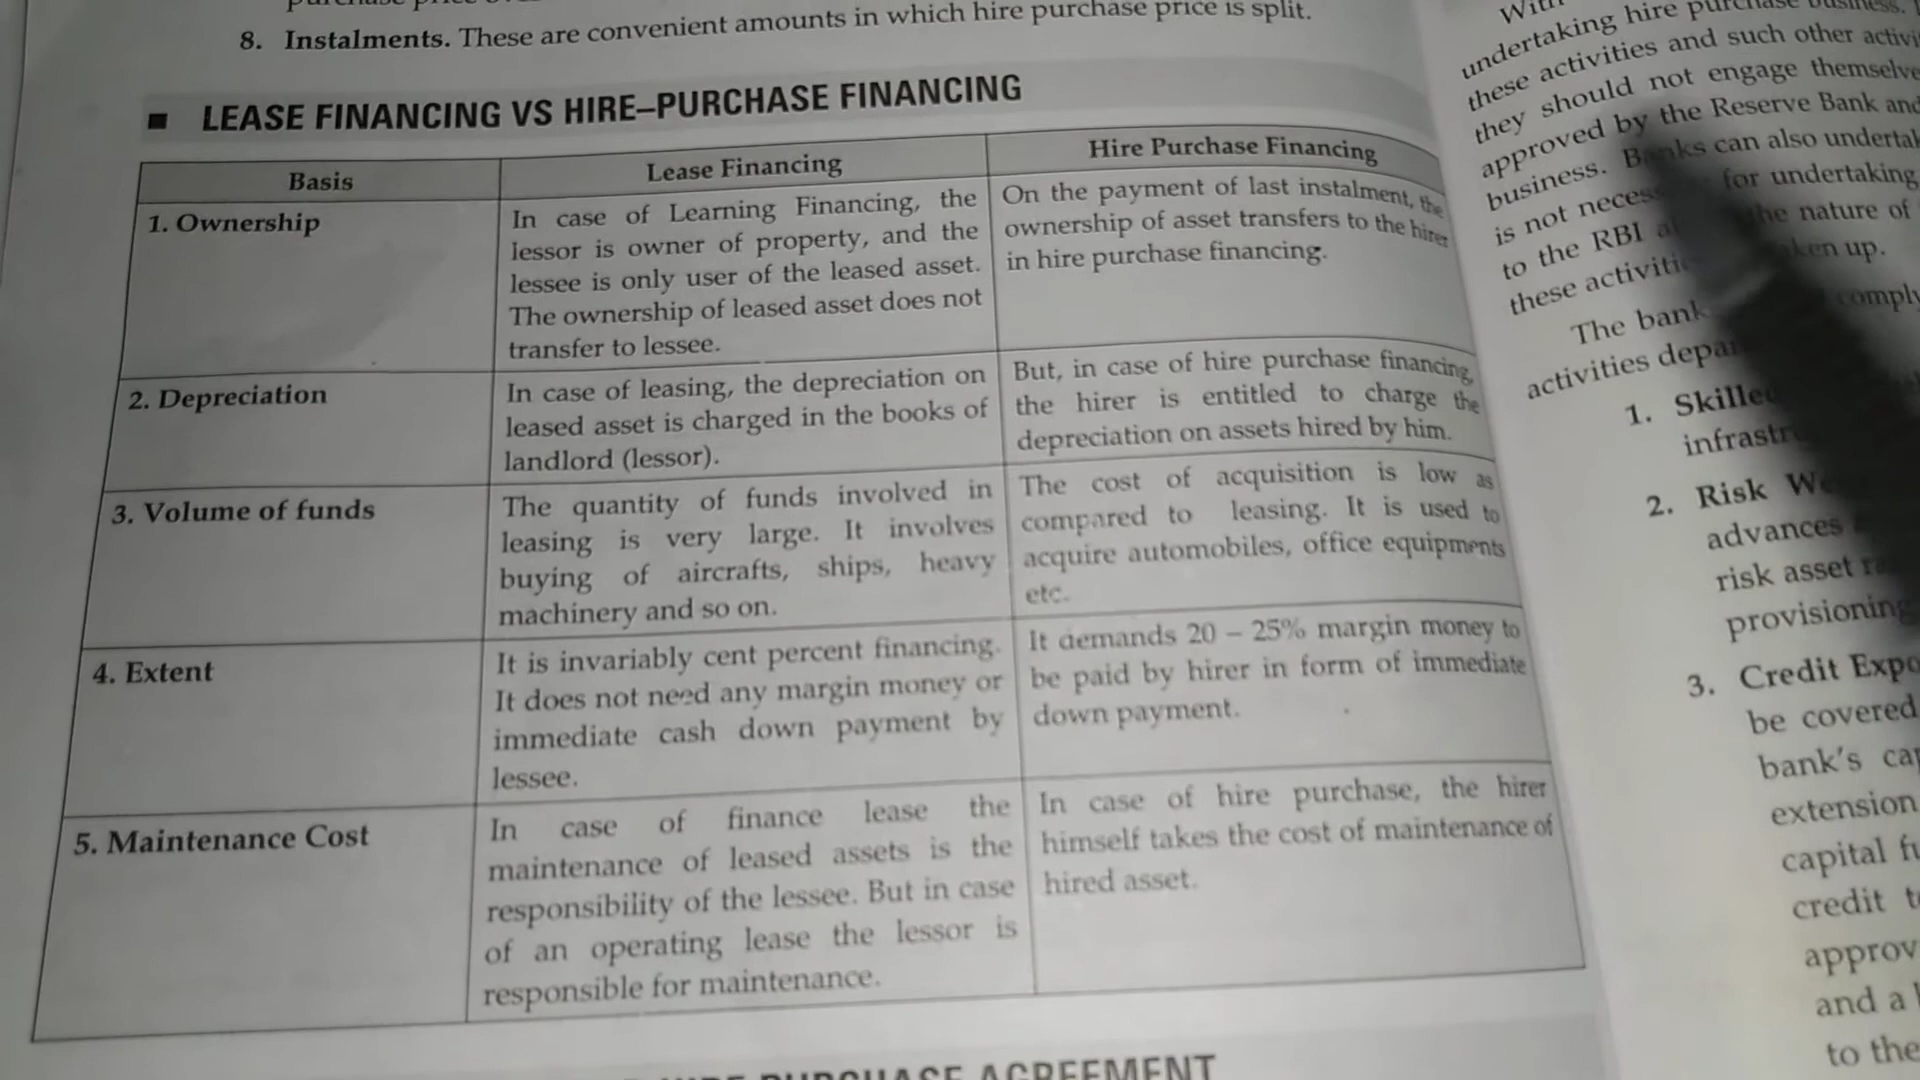 8. Instalments. These are convenient amounts in which hire purchase price is split.
■ LEASE FINANCING VS HIRE–PURCHASE FINANCING
Basis
Lease Financing
Hire Purchase Financing
1. Ownership
In case of Learning Financing, the
lessor is owner of property, and the
lessee is only user of the leased asset.
The ownership of leased asset does not
transfer to lessee.
On the payment of last instalment, the
ownership of asset transfers to the hirer
in hire purchase financing.
2. Depreciation
In case of leasing, the depreciation on
leased asset is charged in the books of
landlord (lessor).
But, in case of hire purchase financing,
the hirer is entitled to charge the
depreciation on assets hired by him.
3. Volume of funds
The quantity of funds involved in
leasing is very large. It involves
buying of aircrafts, ships, heavy
machinery and so on.
The cost of acquisition is low as
compared to leasing. It is used to
acquire automobiles, office equipments
etc.
4. Extent
It is invariably cent percent financing.
It does not need any margin money or
immediate cash down payment by
lessee.
It demands 20 – 25% margin money to
be paid by hirer in form of immediate
down payment.
5. Maintenance Cost
In case of finance lease the
maintenance of leased assets is the
responsibility of the lessee. But in case
of an operating lease the lessor is
responsible for maintenance.
In case of hire purchase, the hirer
himself takes the cost of maintenance of
hired asset.
HIRE PURCHASE AGREEMENT
undertaking hire purchase business.
these activities and such other
they should not engage
approved by the Reserve Bank and
business. Banks can also
is not for undertaking
to the RBI the nature of
these up.
The bank comply
activities
1. Skilled
2. Risk
advances
risk asset
provisioning
3. Credit
be covered
bank's
extension
capital
credit
and a
to the